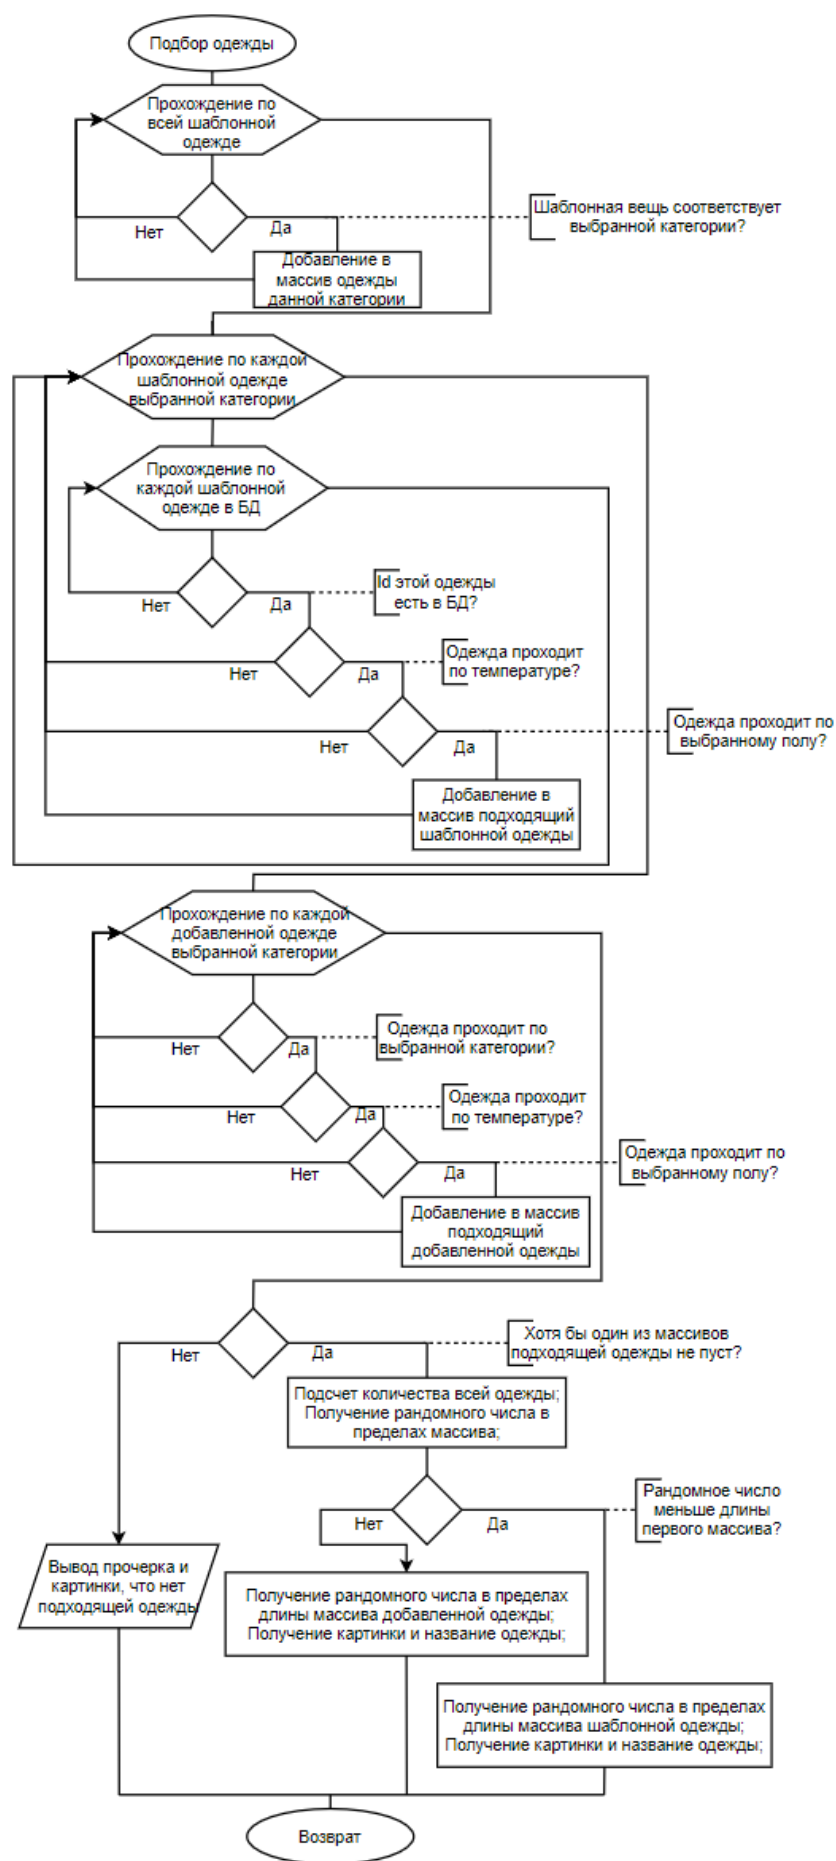 Подбор одежды
Прохождение по
всей шаблонной
одежде
Нет
Да
Шаблонная вещь соответствует
выбранной категории?
Добавление в
массив одежды
данной категории
Прохождение по каждой
шаблонной одежде
выбранной категории
Прохождение по
каждой шаблонной
одежде в БД
Нет
Да
Id этой одежды
есть в БД?
Нет
Да
Одежда проходит
по температуре?
Нет
Да
Одежда проходит по
выбранному полу?
Добавление в
массив подходящий
шаблонной одежды
Прохождение по каждой
добавленной одежде
выбранной категории
Нет
Да
Одежда проходит по
выбранной категории?
Нет
Да
Одежда проходит
по температуре?
Нет
Да
Одежда проходит по
выбранному полу?
Добавление в массив
подходящий
добавленной одежды
Нет
Да
Хотя бы один из массивов
подходящей одежды не пуст?
Подсчет количества всей одежды;
Получение рандомного числа в
пределах массива;
Нет
Да
Рандомное число
меньше длины
первого массива?
Вывод прочерка и
картинки, что нет
подходящей одежды
Получение рандомного числа в пределах
длины массива добавленной одежды;
Получение картинки и название одежды;
Получение рандомного числа в пределах
длины массива шаблонной одежды;
Получение картинки и название одежды;
Возврат